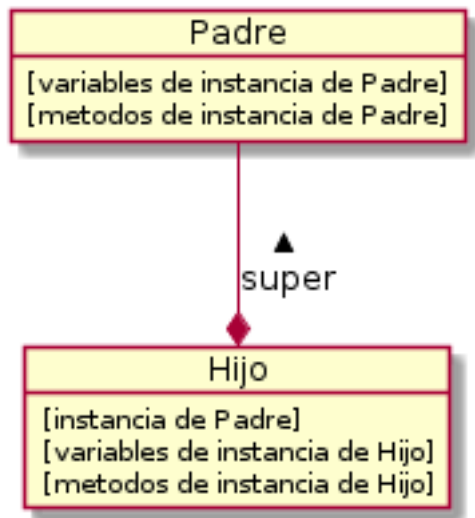 Padre
[variables de instancia de Padre]
[metodos de instancia de Padre]
super
Hijo
[instancia de Padre]
[variables de instancia de Hijo]
[metodos de instancia de Hijo]